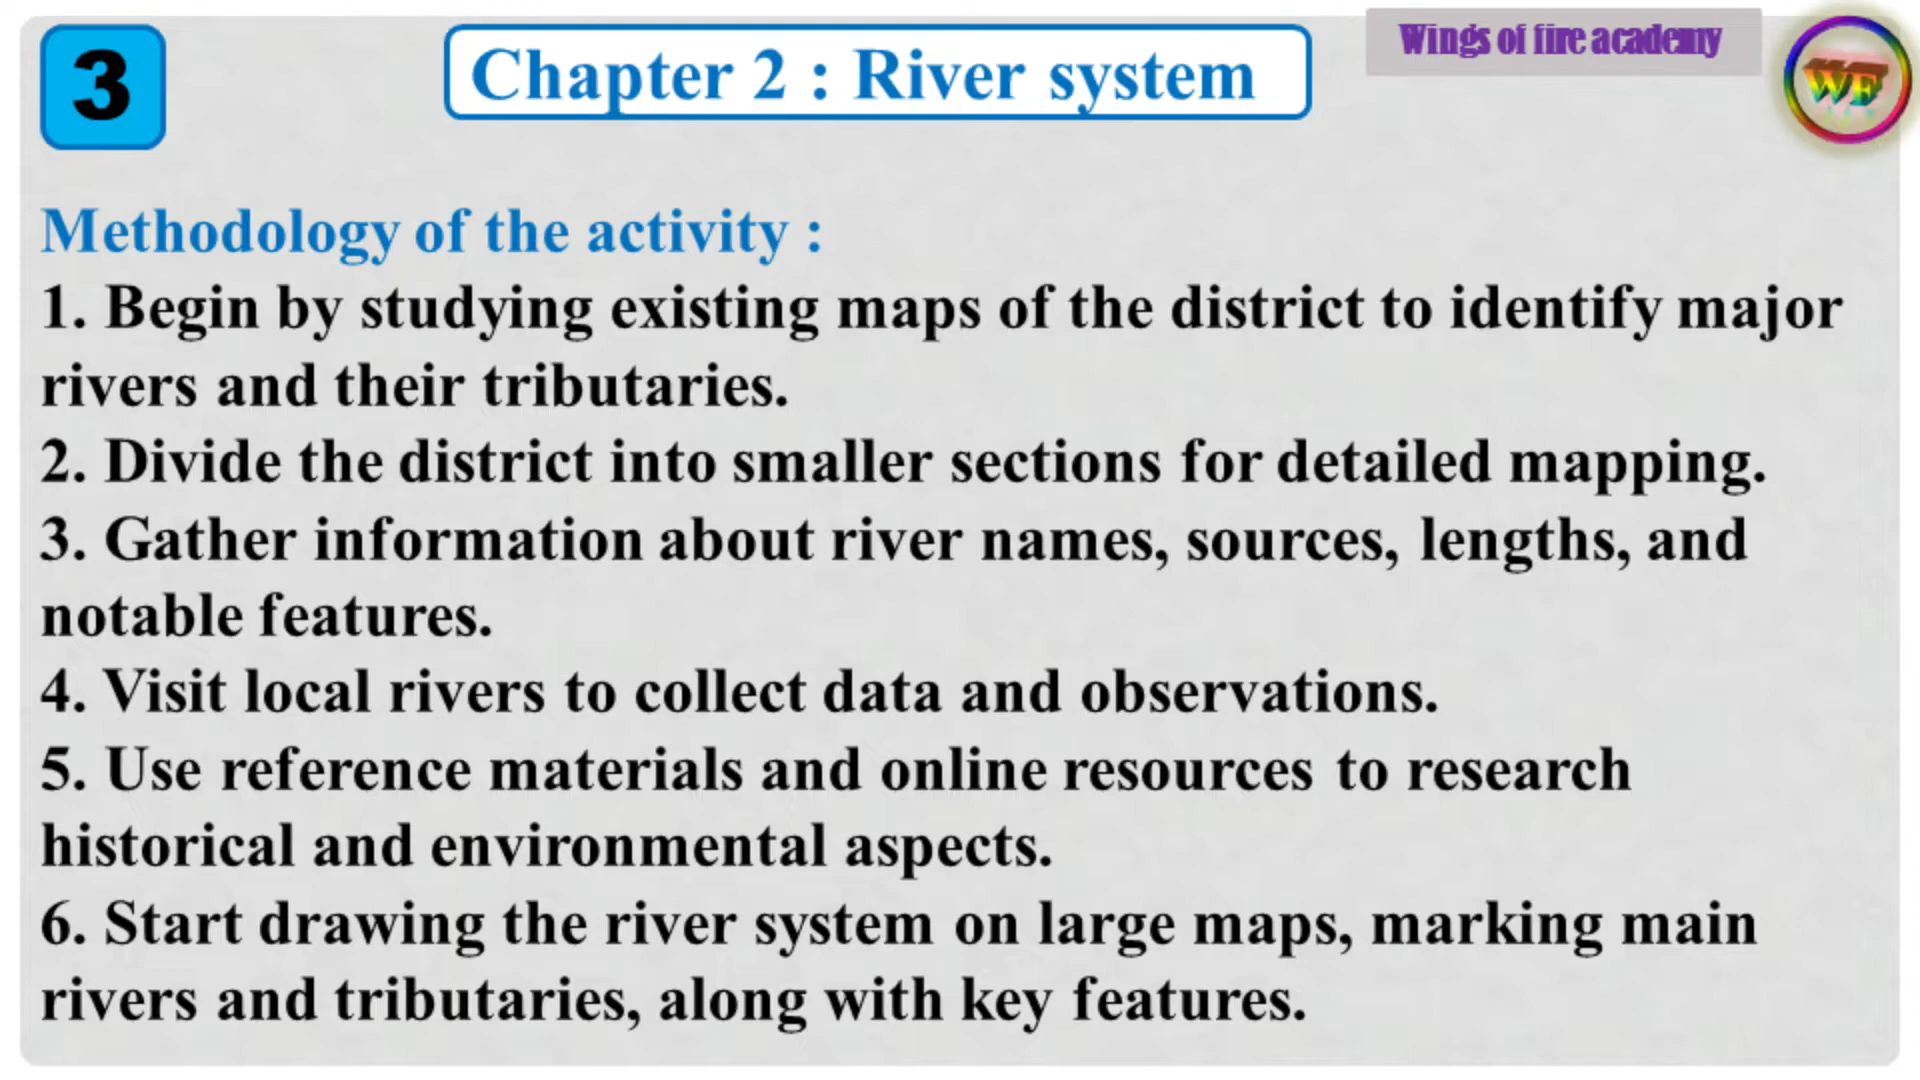 3
Chapter 2 : River system
Wings of fire academy
WF
Methodology of the activity :
1. Begin by studying existing maps of the district to identify major
rivers and their tributaries.
2. Divide the district into smaller sections for detailed mapping.
3. Gather information about river names, sources, lengths, and
notable features.
4. Visit local rivers to collect data and observations.
5. Use reference materials and online resources to research
historical and environmental aspects.
6. Start drawing the river system on large maps, marking main
rivers and tributaries, along with key features.